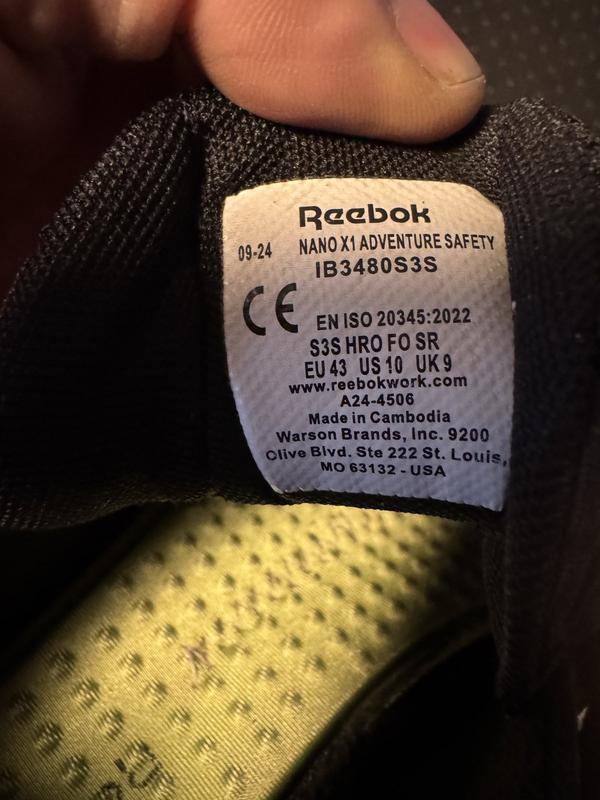 Reebok
09-24 NANO X1 ADVENTURE SAFETY
IB3480S3S
CE EN ISO 20345:2022
S3S HRO FO SR
EU 43 US 10 UK 9
www.reebokwork.com
A24-4506
Made in Cambodia
Warson Brands, Inc. 9200
Olive Blvd. Ste 222 St. Louis,
MO 63132 - USA